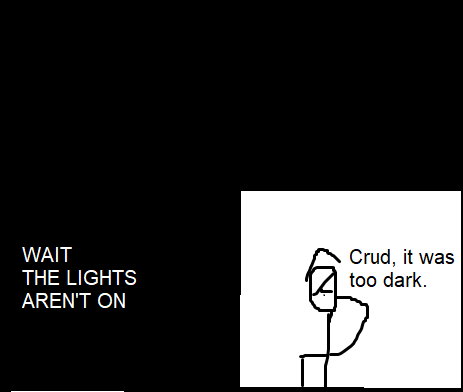 WAIT
THE LIGHTS
AREN'T ON
Crud, it was
too dark.